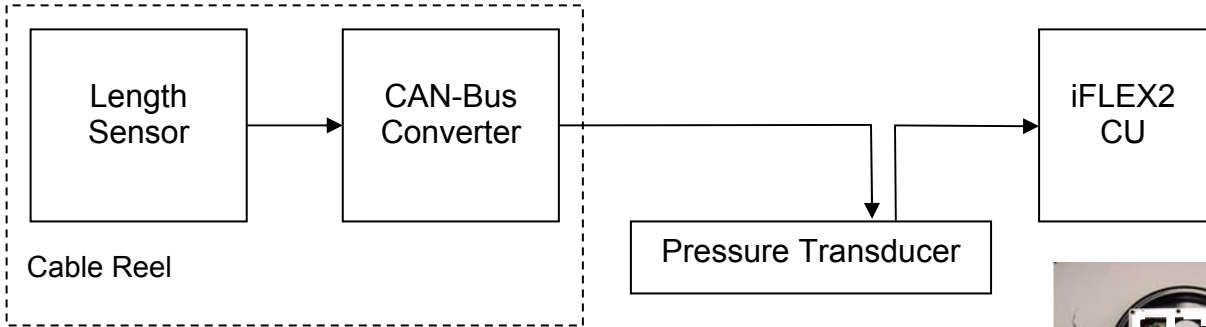 Length
Sensor
CAN-Bus
Converter
iFLEX2
CU
Pressure Transducer
Cable Reel